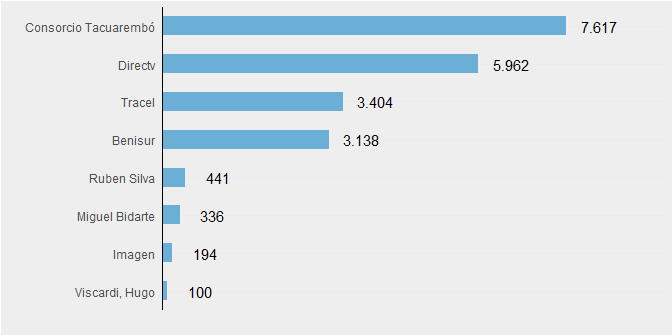 Consorcio Tacuarembó 7.617
Directv 5.962
Tracel 3.404
Benisur 3.138
Ruben Silva 441
Miguel Bidarte 336
Imagen 194
Viscardi, Hugo 100